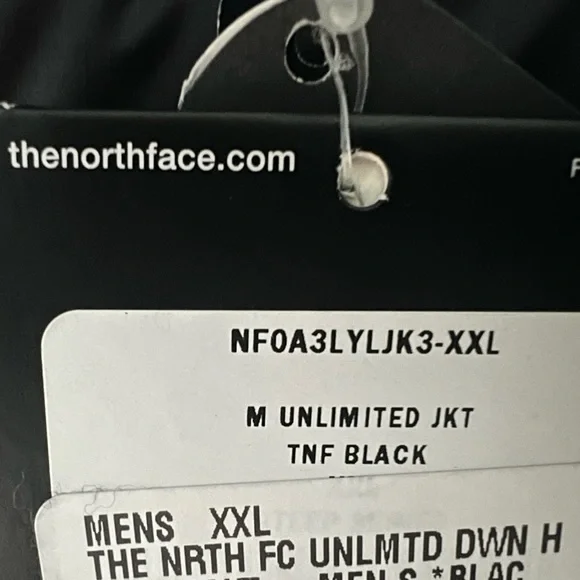 thenorthface.com
NF0A3LYLJK3-XXL
M UNLIMITED JKT
TNF BLACK
MENS XXL
THE NRTH FC UNLMTD DWN H